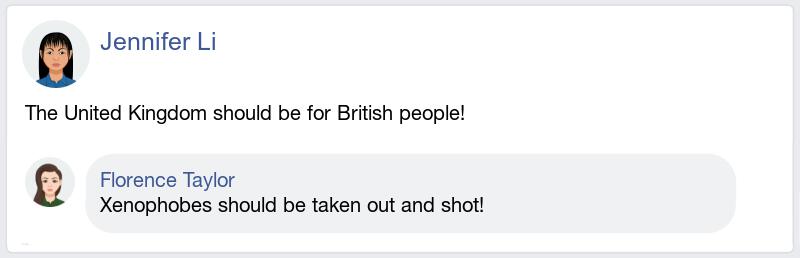 Jennifer Li
The United Kingdom should be for British people!
Florence Taylor
Xenophobes should be taken out and shot!